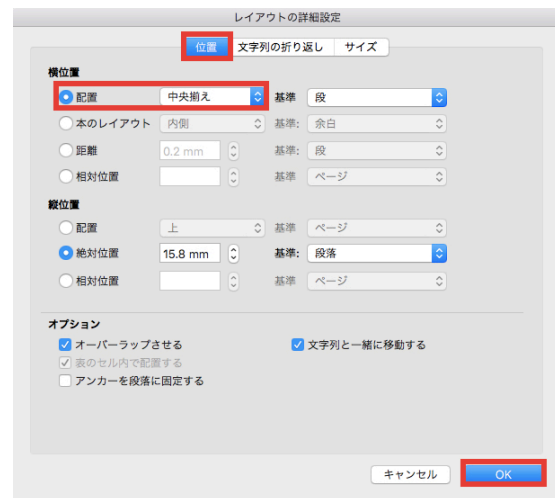 レイアウトの詳細設定
位置 文字列の折り返し サイズ
横位置
配置 中央揃え 基準 段
本のレイアウト 内側 基準: 余白
距離 0.2 mm 基準: 段
相対位置 基準 ページ
縦位置
配置 上 基準 ページ
絶対位置 15.8 mm 基準: 段落
相対位置 基準 ページ
オプション
オーバーラップさせる 文字列と一緒に移動する
表のセル内で配置する
アンカーを段落に固定する
キャンセル OK